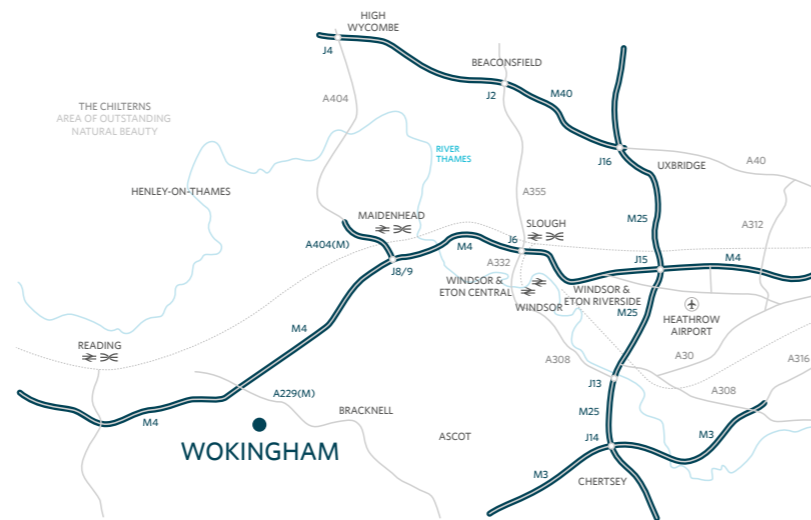 HIGH
WYCOMBE
J4
BEACONSFIELD
M40
J2
A404
THE CHILTERNS
AREA OF OUTSTANDING
NATURAL BEAUTY
RIVER
THAMES
J16
UXBRIDGE
A40
HENLEY-ON-THAMES
A355
MAIDENHEAD
SLOUGH
M25
A312
A404(M)
M4
J6
J15
M4
J8/9
A332
WINDSOR &
ETON CENTRAL
WINDSOR
WINDSOR &
ETON RIVERSIDE
M25
HEATHROW
AIRPORT
M4
READING
A308
A30
A316
J13
A308
A229(M)
M4
BRACKNELL
M25
WOKINGHAM
ASCOT
J14
M3
M3
CHERTSEY